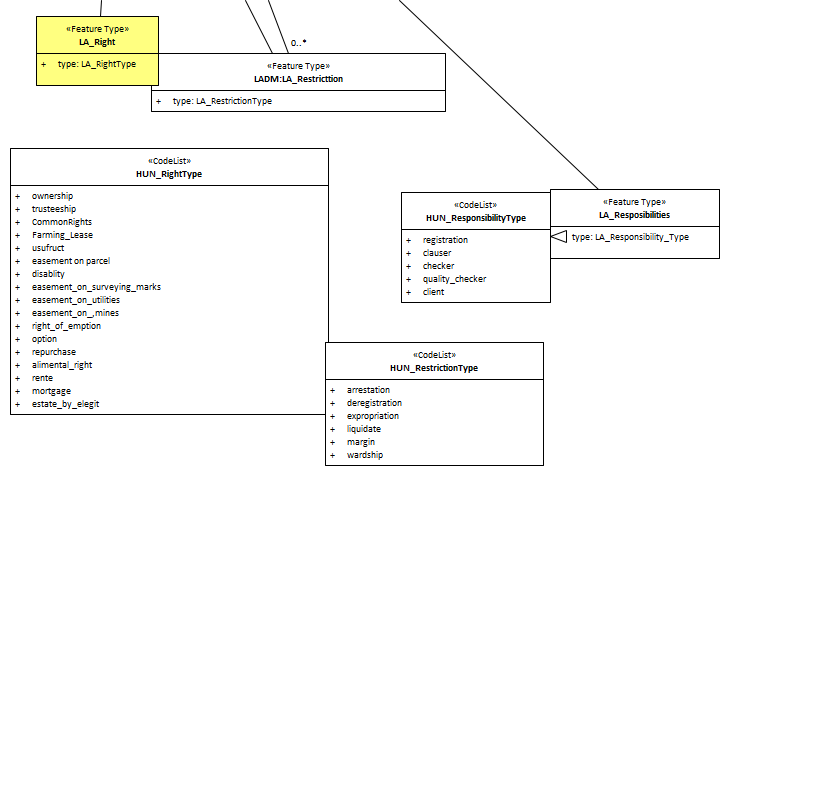 «Feature Type»
LA_Right
+ type: LA_RightType
0..*
«Feature Type»
LADM:LA_Restricttion
+ type: LA_RestrictionType
«CodeList»
HUN_RightType
+ ownership
+ trusteeship
+ CommonRights
+ Farming_Lease
+ usufruct
+ easement on parcel
+ disablity
+ easement_on_surveying_marks
+ easement_on_utilities
+ easement_on_,mines
+ right_of_emption
+ option
+ repurchase
+ alimental_right
+ rente
+ mortgage
+ estate_by_elegit
«CodeList»
HUN_ResponsibilityType
+ registration
+ clauser
+ checker
+ quality_checker
+ client
«Feature Type»
LA_Resposibilities
type: LA_Responsibility_Type
«CodeList»
HUN_RestrictionType
+ arrestation
+ deregistration
+ expropriation
+ liquidate
+ margin
+ wardship